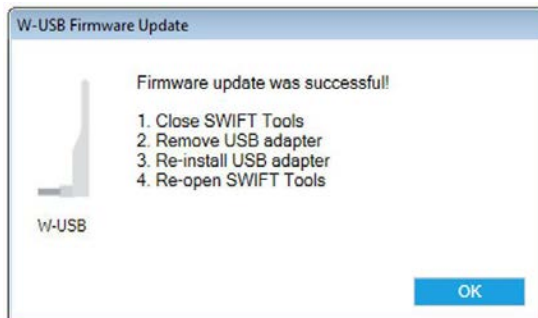 W-USB Firmware Update
Firmware update was successful!
1. Close SWIFT Tools
2. Remove USB adapter
3. Re-install USB adapter
4. Re-open SWIFT Tools
W-USB
OK